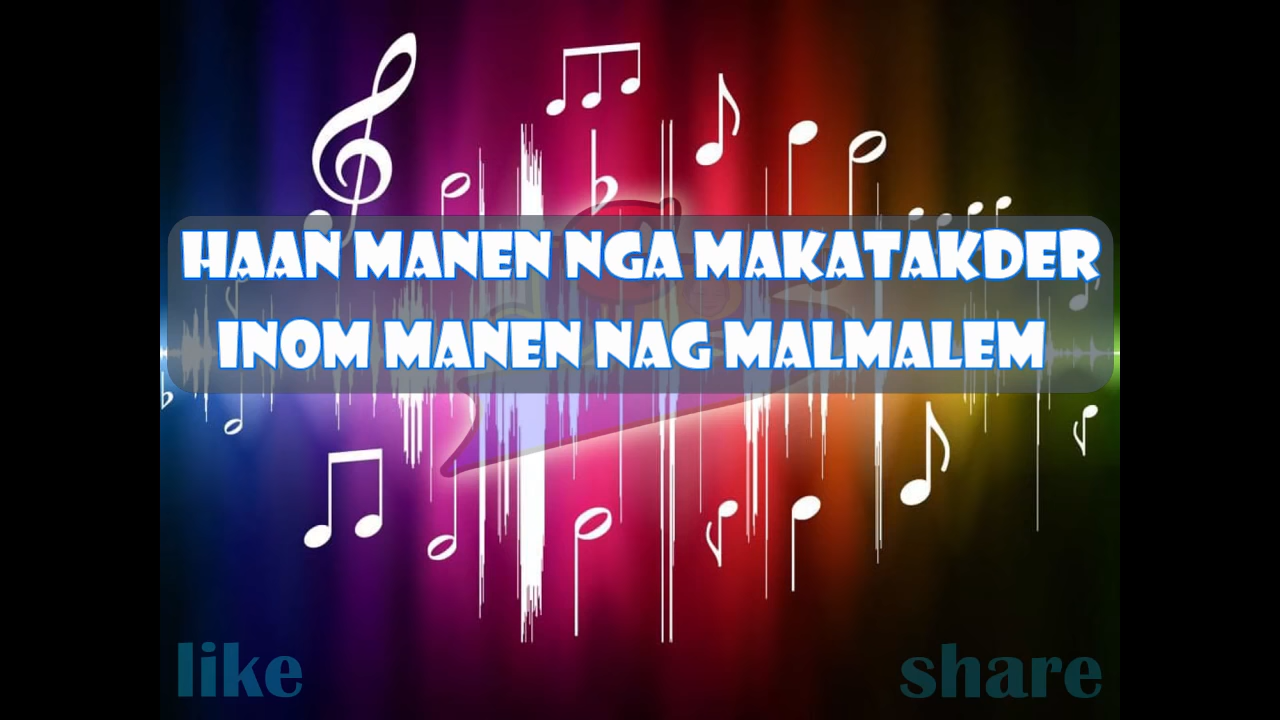 HAAN MANEN NGA MAKATAKDER
INOM MANEN NAG MALMALEM
like
share